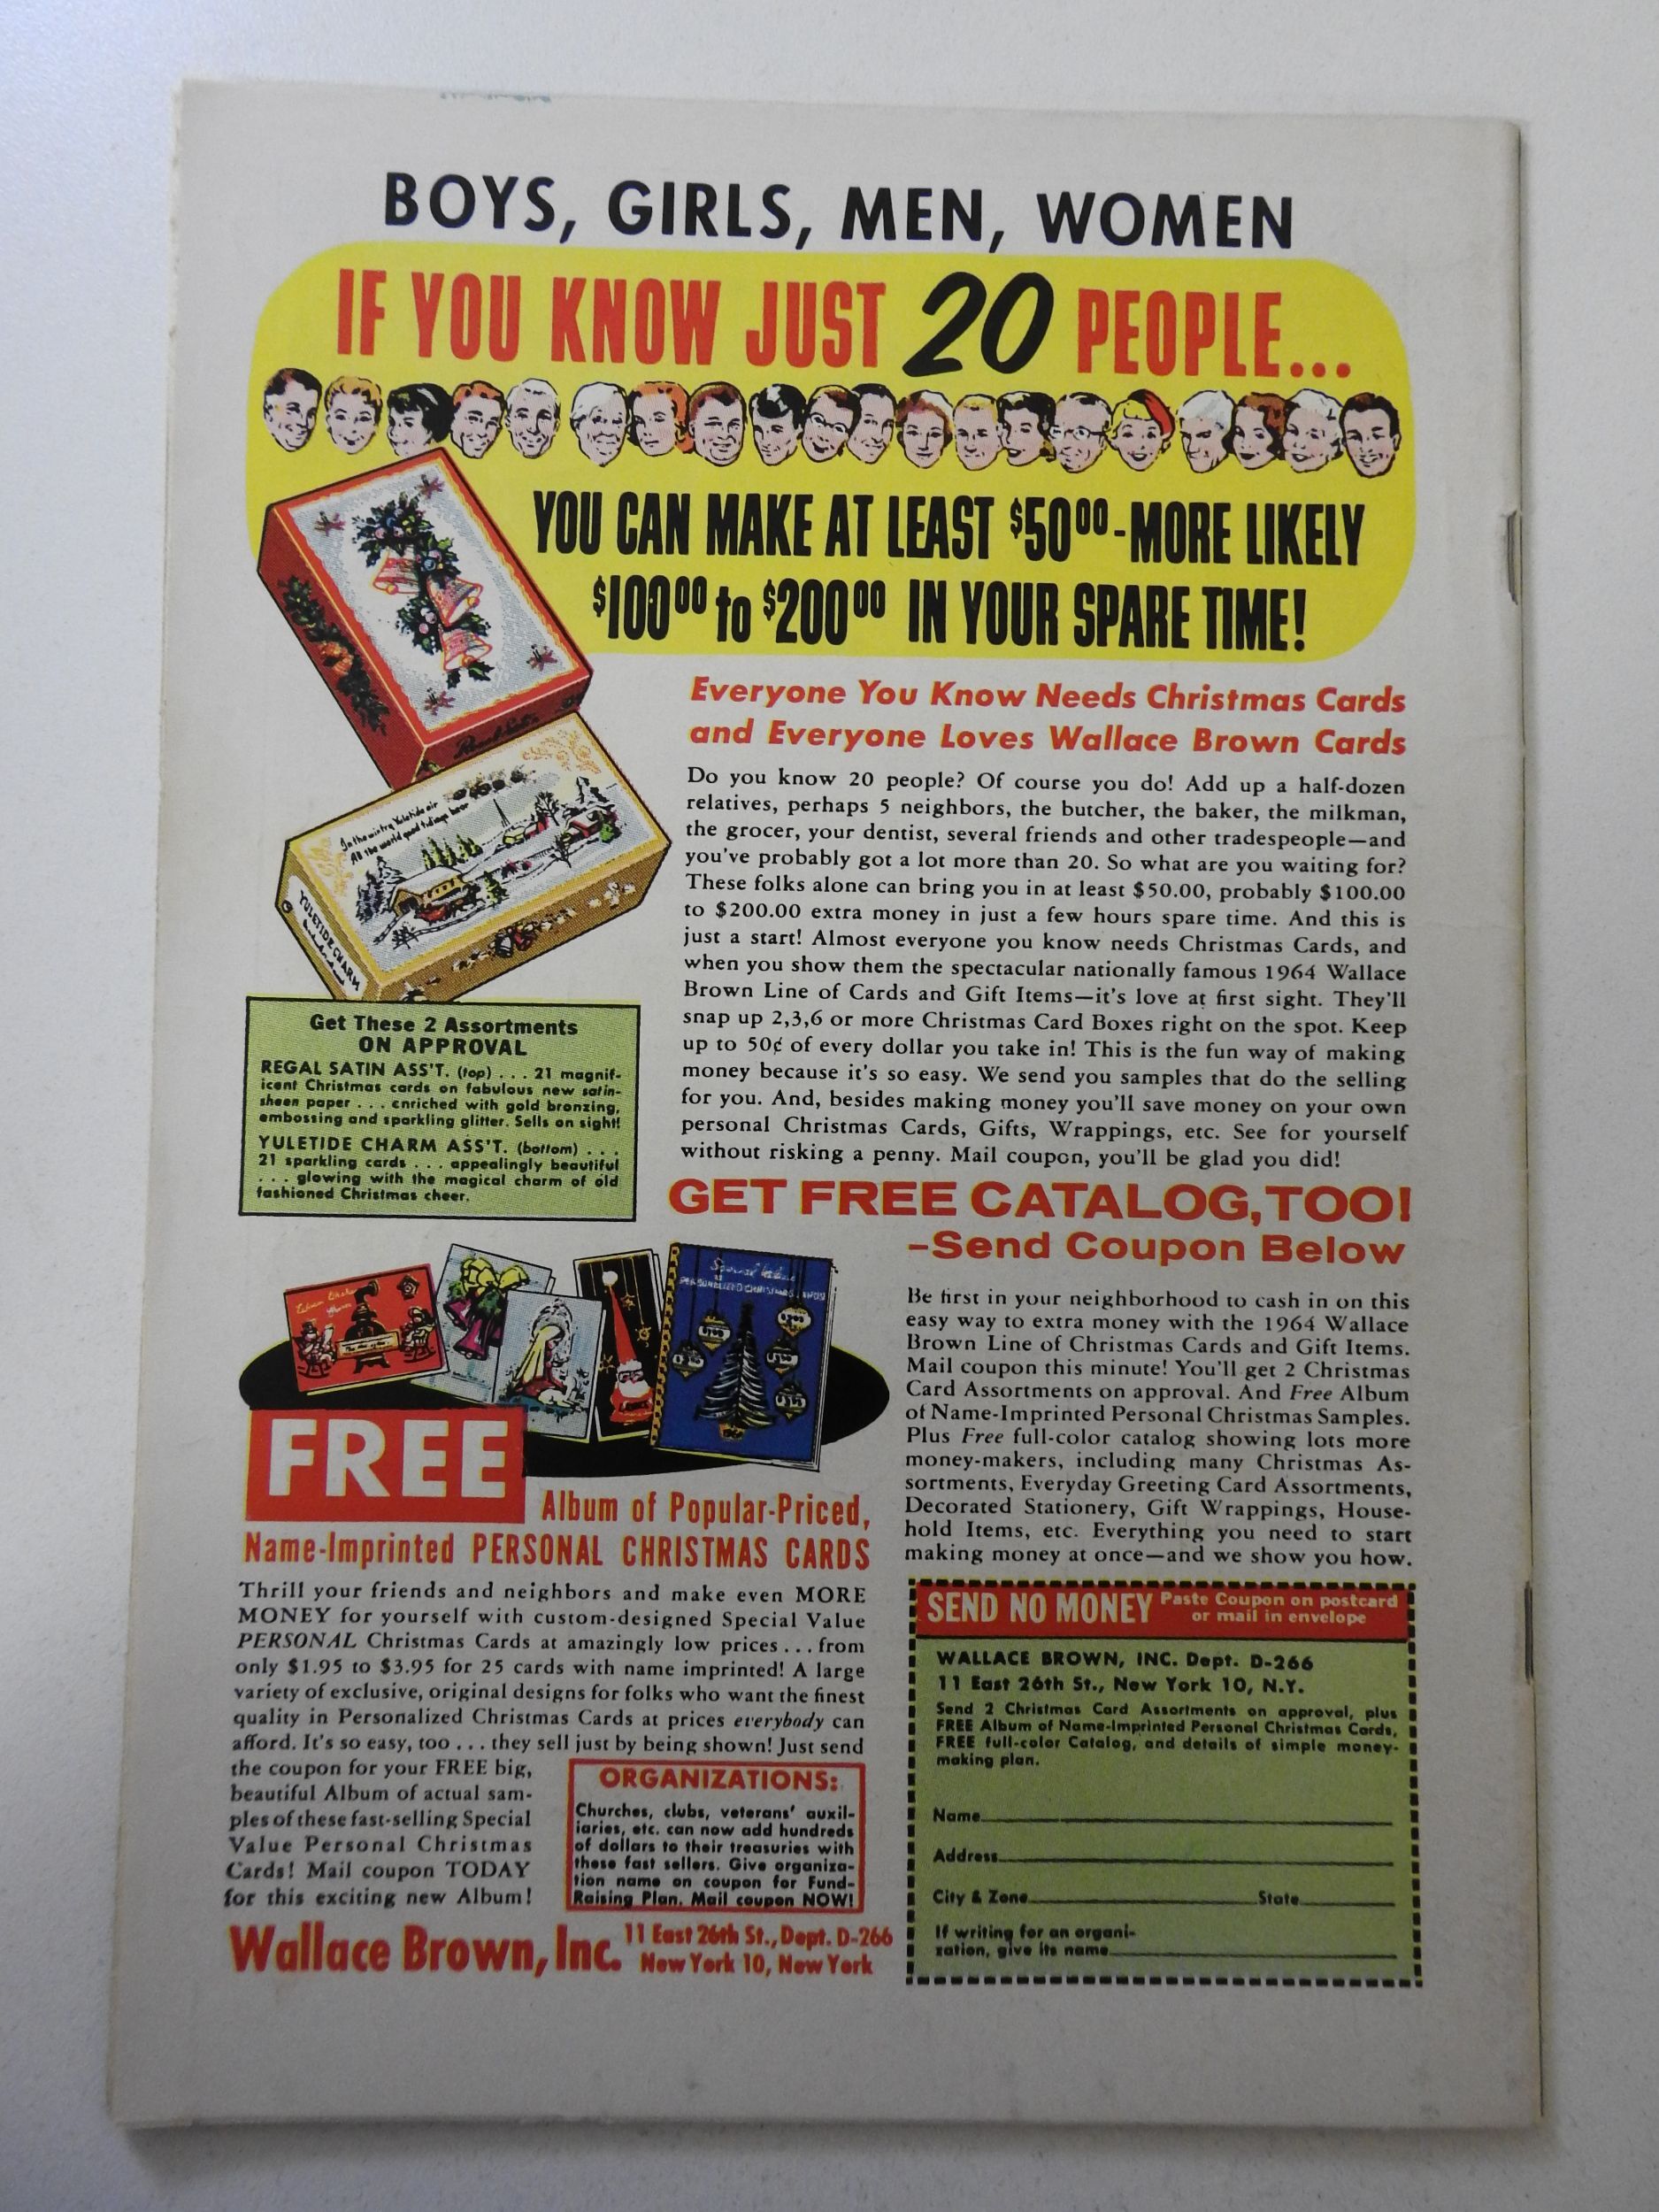 BOYS, GIRLS, MEN, WOMEN
IF YOU KNOW JUST 20 PEOPLE...
YOU CAN MAKE AT LEAST $50.00-MORE LIKELY
$100.00 to $200.00 IN YOUR SPARE TIME!
Everyone You Know Needs Christmas Cards
and Everyone Loves Wallace Brown Cards
Do you know 20 people? Of course you do! Add up a half-dozen
relatives, perhaps 5 neighbors, the butcher, the baker, the milkman,
the grocer, your dentist, several friends and other tradespeople—and
you've probably got a lot more than 20. So what are you waiting for?
These folks alone can bring you in at least $50.00, probably $100.00
to $200.00 extra money in just a few hours spare time. And this is
just a start! Almost everyone you know needs Christmas Cards, and
when you show them the spectacular nationally famous 1964 Wallace
Brown Line of Cards and Gift Items—it's love at first sight. They'll
snap up 2,3,6 or more Christmas Card Boxes right on the spot. Keep
up to 50¢ of every dollar you take in! This is the fun way of making
money because it's so easy. We send you samples that do the selling
for you. And, besides making money you'll save money on your own
personal Christmas Cards, Gifts, Wrappings, etc. See for yourself
without risking a penny. Mail coupon, you'll be glad you did!
In the wintry Yuletide air
All the world good tidings bear
YULETIDE CHARM
Get These 2 Assortments
ON APPROVAL
REGAL SATIN ASS'T. (top) . . . 21 magnif-
icent Christmas cards on fabulous new satin-
sheen paper . . . enriched with gold bronzing,
embossing and sparkling glitter. Sells on sight!
YULETIDE CHARM ASS'T. (bottom) . . .
21 sparkling cards . . . appealingly beautiful
. . . glowing with the magical charm of old
fashioned Christmas cheer.
GET FREE CATALOG, TOO!
–Send Coupon Below
Be first in your neighborhood to cash in on this
easy way to extra money with the 1964 Wallace
Brown Line of Christmas Cards and Gift Items.
Mail coupon this minute! You'll get 2 Christmas
Card Assortments on approval. And Free Album
of Name-Imprinted Personal Christmas Samples.
Plus Free full-color catalog showing lots more
money-makers, including many Christmas As-
sortments, Everyday Greeting Card Assortments,
Decorated Stationery, Gift Wrappings, House-
hold Items, etc. Everything you need to start
making money at once—and we show you how.
Special Value
PERSONALIZED CHRISTMAS CARDS
FREE
Album of Popular-Priced,
Name-Imprinted PERSONAL CHRISTMAS CARDS
Thrill your friends and neighbors and make even MORE
MONEY for yourself with custom-designed Special Value
PERSONAL Christmas Cards at amazingly low prices . . . from
only $1.95 to $3.95 for 25 cards with name imprinted! A large
variety of exclusive, original designs for folks who want the finest
quality in Personalized Christmas Cards at prices everybody can
afford. It's so easy, too . . . they sell just by being shown! Just send
the coupon for your FREE big,
beautiful Album of actual sam-
ples of these fast-selling Special
Value Personal Christmas
Cards! Mail coupon TODAY
for this exciting new Album!
ORGANIZATIONS:
Churches, clubs, veterans' auxil-
iaries, etc. can now add hundreds
of dollars to their treasuries with
these fast sellers. Give organiza-
tion name on coupon for Fund-
Raising Plan. Mail coupon NOW!
Wallace Brown, Inc. 11 East 26th St., Dept. D-266
New York 10, New York
SEND NO MONEY Paste Coupon on postcard
or mail in envelope
WALLACE BROWN, INC. Dept. D-266
11 East 26th St., New York 10, N.Y.
Send 2 Christmas Card Assortments on approval, plus
FREE Album of Name-Imprinted Personal Christmas Cards,
FREE full-color Catalog, and details of simple money-
making plan.
Name
Address
City & Zone State
If writing for an organi-
zation, give its name